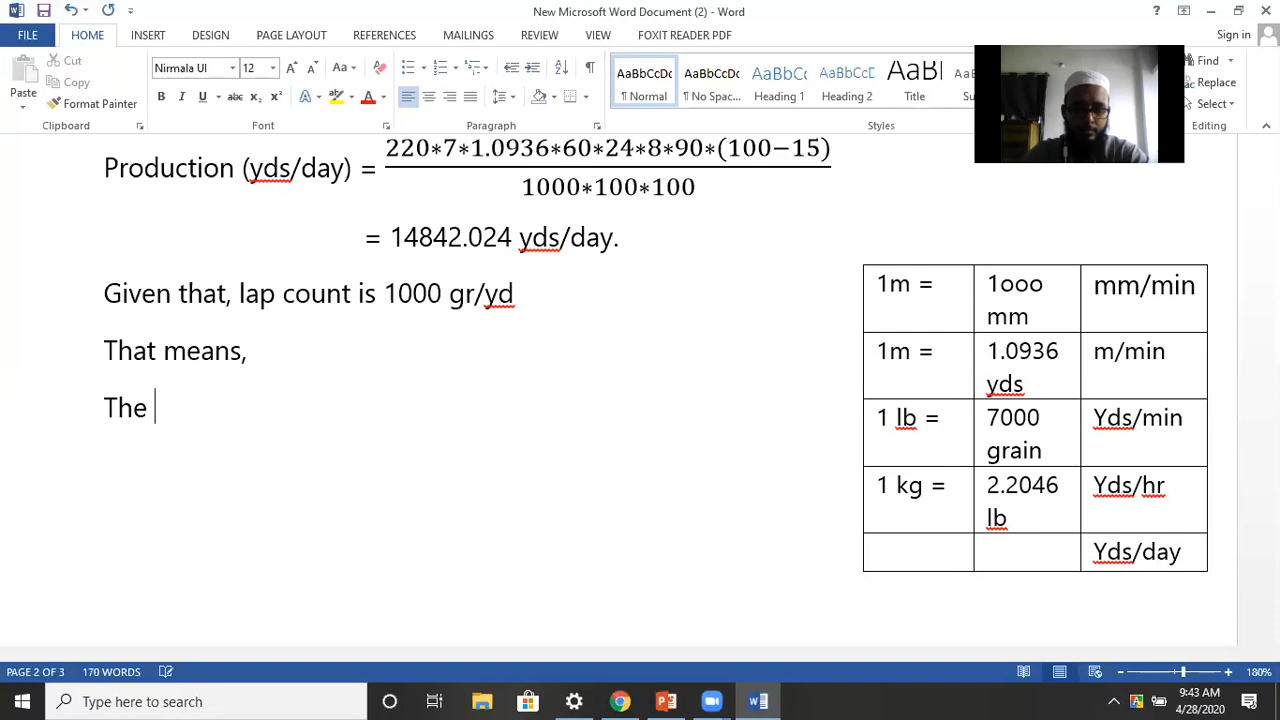 New Microsoft Word Document (2) - Word
FILE HOME INSERT DESIGN PAGE LAYOUT REFERENCES MAILINGS REVIEW VIEW FOXIT READER PDF Sign in
Paste
Cut
Copy
Format Painter
Clipboard
Nirmala UI 12
Font
Paragraph
AaBbCcDc AaBbCcDc AaBbCc AaBbCcD AaBl
¶ Normal ¶ No Spac... Heading 1 Heading 2 Title
Styles
Find
Replace
Select
Editing
Production (yds/day) = 220*7*1.0936*60*24*8*90*(100−15)
1000*100*100
= 14842.024 yds/day.
Given that, lap count is 1000 gr/yd
That means,
The
1m = 1ooo mm mm/min
1m = 1.0936 yds m/min
1 lb = 7000 grain Yds/min
1 kg = 2.2046 lb Yds/hr
Yds/day
PAGE 2 OF 3 170 WORDS 180%
Type here to search
9:43 AM
4/28/2020